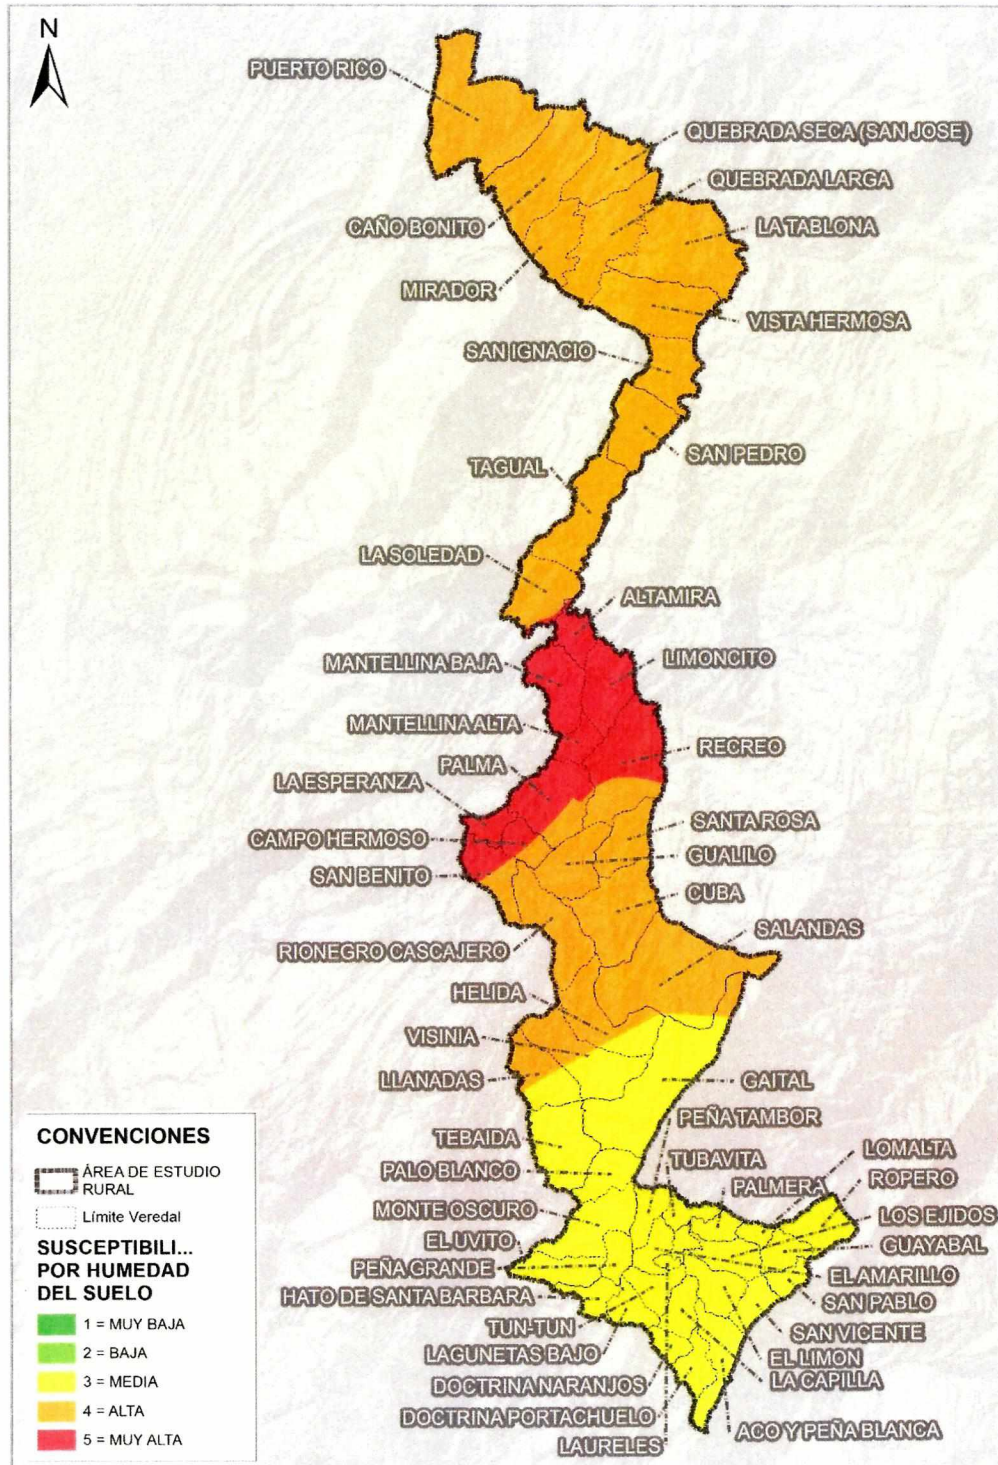 N
PUERTO RICO
QUEBRADA SECA (SAN JOSE)
QUEBRADA LARGA
CAÑO BONITO
LA TABLONA
MIRADOR
VISTA HERMOSA
SAN IGNACIO
SAN PEDRO
TAGUAL
LA SOLEDAD
ALTAMIRA
MANTELLINA BAJA
LIMONCITO
MANTELLINA ALTA
RECREO
PALMA
LA ESPERANZA
SANTA ROSA
CAMPO HERMOSO
GUALILO
SAN BENITO
CUBA
SALANDAS
RIONEGRO CASCAJERO
HELIDA
VISINIA
LLANADAS
GAITAL
PEÑA TAMBOR
TEBAIDA
LOMALTA
TUBAVITA
PALO BLANCO
ROPERO
PALMERA
MONTE OSCURO
LOS EJIDOS
EL UVITO
GUAYABAL
PEÑA GRANDE
EL AMARILLO
HATO DE SANTA BARBARA
SAN PABLO
TUN-TUN
SAN VICENTE
LAGUNETAS BAJO
EL LIMON
LA CAPILLA
DOCTRINA NARANJOS
DOCTRINA PORTACHUELO
ACO Y PEÑA BLANCA
LAURELES
CONVENCIONES
ÁREA DE ESTUDIO
RURAL
Límite Veredal
SUSCEPTIBILI...
POR HUMEDAD
DEL SUELO
1 = MUY BAJA
2 = BAJA
3 = MEDIA
4 = ALTA
5 = MUY ALTA